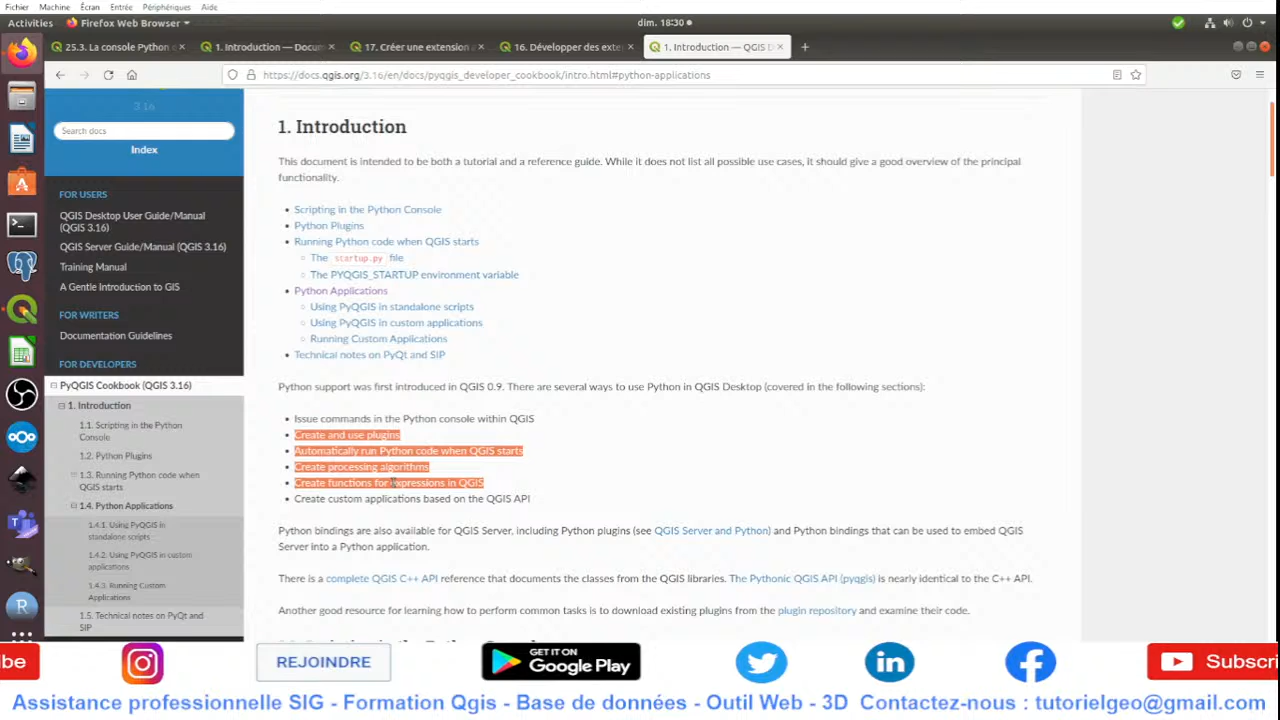 Fichier Machine Écran Entrée Périphériques Aide
Activities Firefox Web Browser dim. 18:30
25.3. La console Python 1. Introduction — Docum 17. Créer une extension 16. Développer des exte 1. Introduction — QGIS D
https://docs.qgis.org/3.16/en/docs/pyqgis_developer_cookbook/intro.html#python-applications
3.16
Search docs
Index
FOR USERS
QGIS Desktop User Guide/Manual
(QGIS 3.16)
QGIS Server Guide/Manual (QGIS 3.16)
Training Manual
A Gentle Introduction to GIS
FOR WRITERS
Documentation Guidelines
FOR DEVELOPERS
PyQGIS Cookbook (QGIS 3.16)
1. Introduction
1.1. Scripting in the Python
Console
1.2. Python Plugins
1.3. Running Python code when
QGIS starts
1.4. Python Applications
1.4.1. Using PyQGIS in
standalone scripts
1.4.2. Using PyQGIS in custom
applications
1.4.3. Running Custom
Applications
1.5. Technical notes on PyQt and
SIP
1. Introduction
This document is intended to be both a tutorial and a reference guide. While it does not list all possible use cases, it should give a good overview of the principal
functionality.
Scripting in the Python Console
Python Plugins
Running Python code when QGIS starts
The startup.py file
The PYQGIS_STARTUP environment variable
Python Applications
Using PyQGIS in standalone scripts
Using PyQGIS in custom applications
Running Custom Applications
Technical notes on PyQt and SIP
Python support was first introduced in QGIS 0.9. There are several ways to use Python in QGIS Desktop (covered in the following sections):
Issue commands in the Python console within QGIS
Create and use plugins
Automatically run Python code when QGIS starts
Create processing algorithms
Create functions for expressions in QGIS
Create custom applications based on the QGIS API
Python bindings are also available for QGIS Server, including Python plugins (see QGIS Server and Python) and Python bindings that can be used to embed QGIS
Server into a Python application.
There is a complete QGIS C++ API reference that documents the classes from the QGIS libraries. The Pythonic QGIS API (pyqgis) is nearly identical to the C++ API.
Another good resource for learning how to perform common tasks is to download existing plugins from the plugin repository and examine their code.
ibe REJOINDRE GET IT ON Google Play Subscri
Assistance professionnelle SIG - Formation Qgis - Base de données - Outil Web - 3D Contactez-nous : tutorielgeo@gmail.com